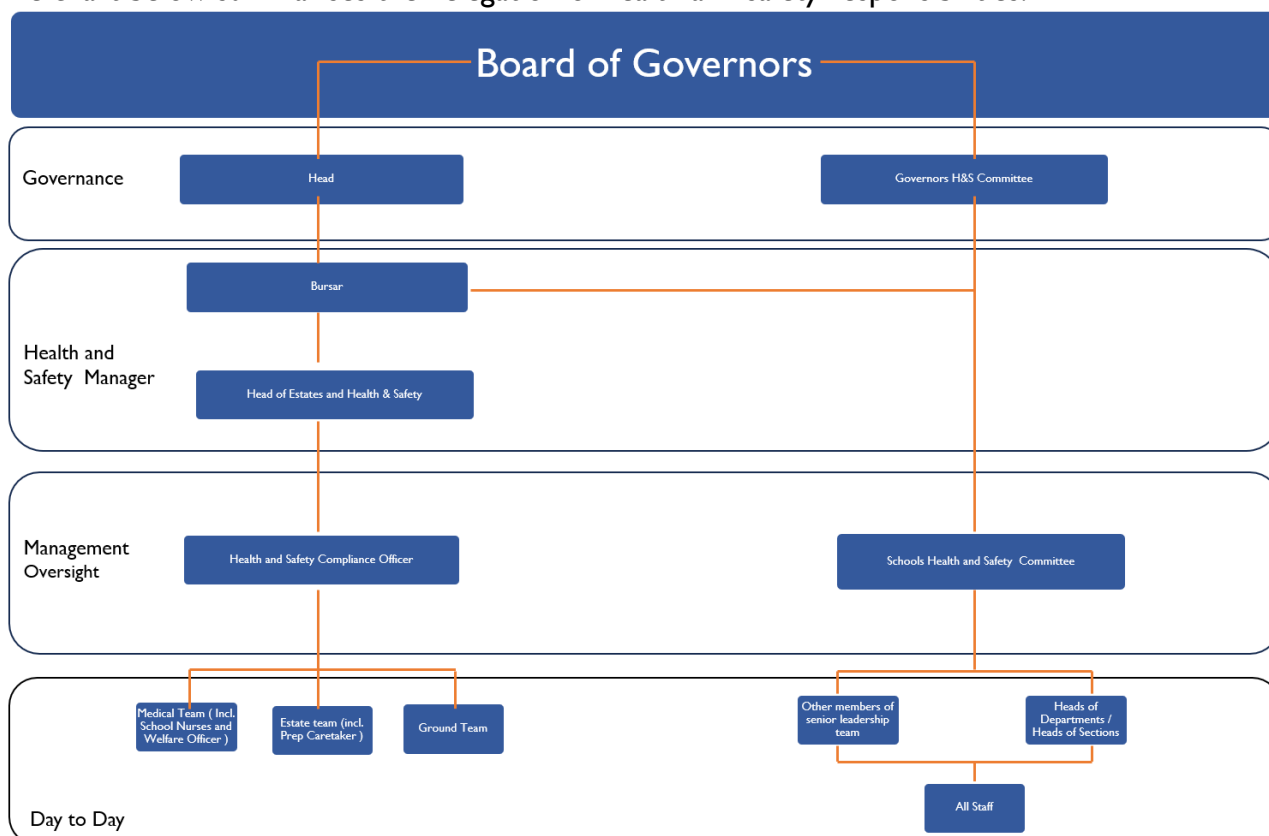 Board of Governors
Governance
Head
Governors H&S Committee
Bursar
Health and
Safety Manager
Head of Estates and Health & Safety
Management
Oversight
Health and Safety Compliance Officer
Schools Health and Safety Committee
Medical Team ( Incl.
School Nurses and
Welfare Officer )
Estate team (incl.
Prep Caretaker )
Ground Team
Other members of
senior leadership
team
Heads of
Departments /
Heads of Sections
All Staff
Day to Day